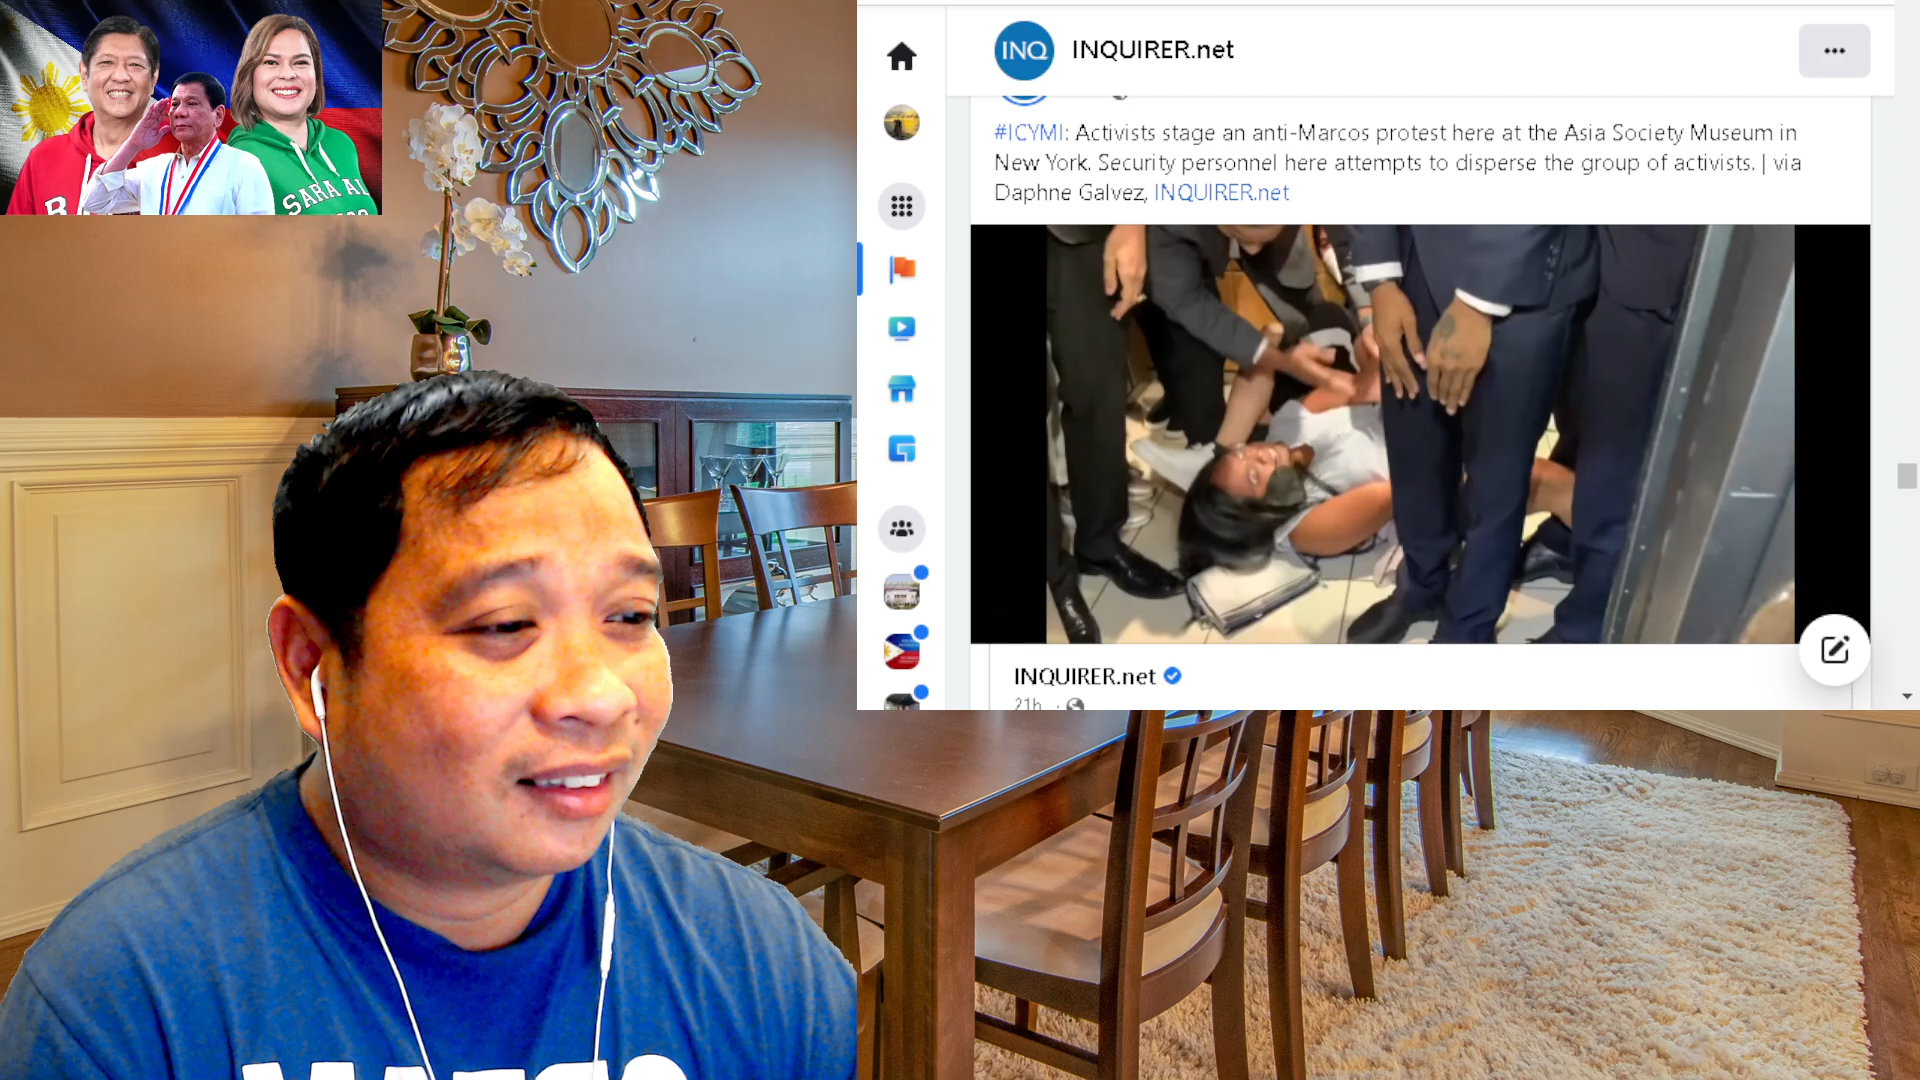 SARA ALL
INQ INQUIRER.net
#ICYMI: Activists stage an anti-Marcos protest here at the Asia Society Museum in
New York. Security personnel here attempts to disperse the group of activists. | via
Daphne Galvez, INQUIRER.net
INQUIRER.net
21h